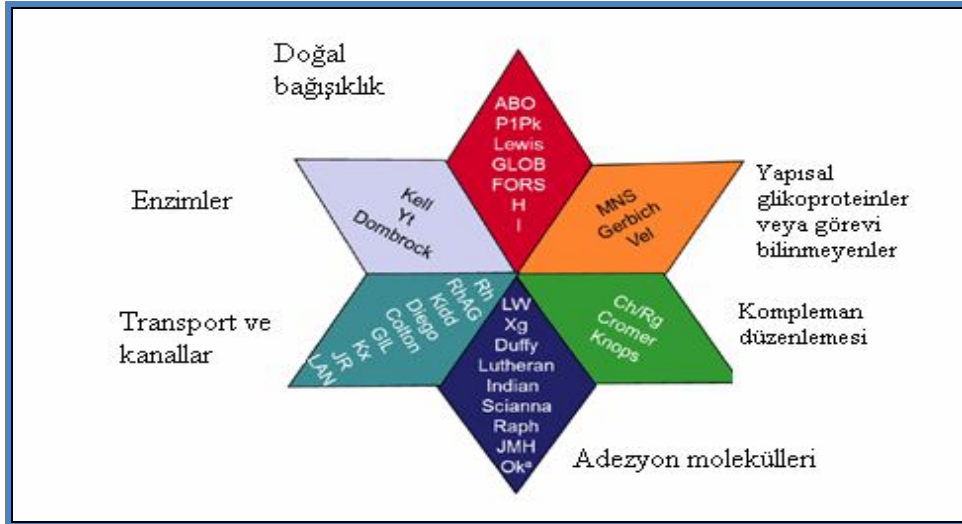 Doğal
bağışıklık
ABO
P1Pk
Lewis
GLOB
FORS
H
I
Enzimler
Kell
Yt
Dombrock
MNS
Gerbich
Vel
Yapısal
glikoproteinler
veya görevi
bilinmeyenler
Transport ve
kanallar
Rh
RhAG
Kidd
Diego
Colton
GIL
Kx
JR
LAN
LW
Xg
Duffy
Lutheran
Indian
Scianna
Raph
JMH
Okª
Ch/Rg
Cromer
Knops
Kompleman
düzenlemesi
Adezyon molekülleri